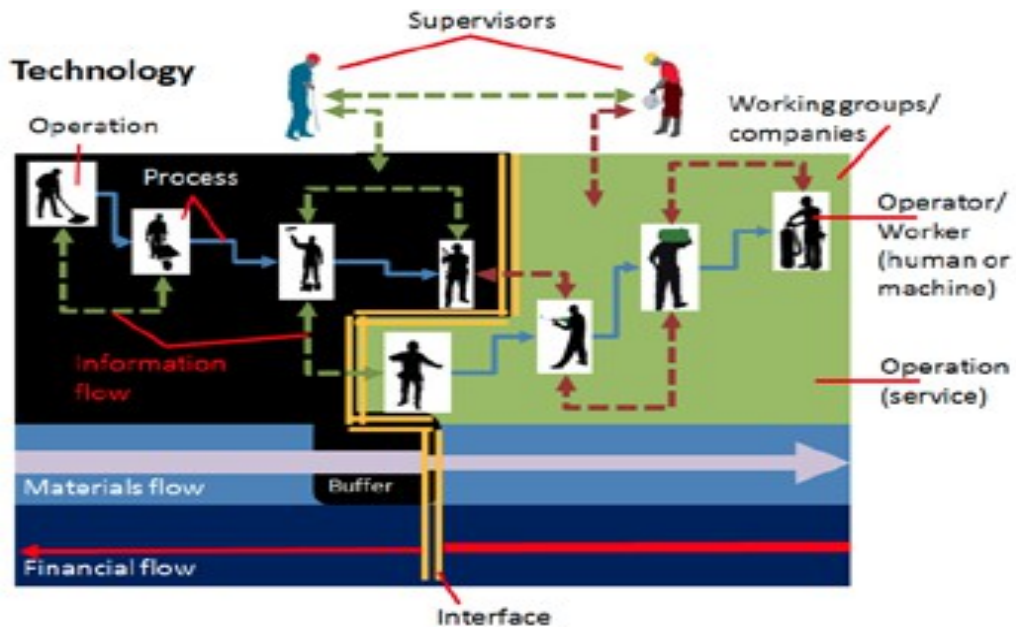 Supervisors
Technology
Operation
Working groups/
companies
Process
Operator/
Worker
(human or
machine)
Information
flow
Operation
(service)
Materials flow
Buffer
Financial flow
Interface